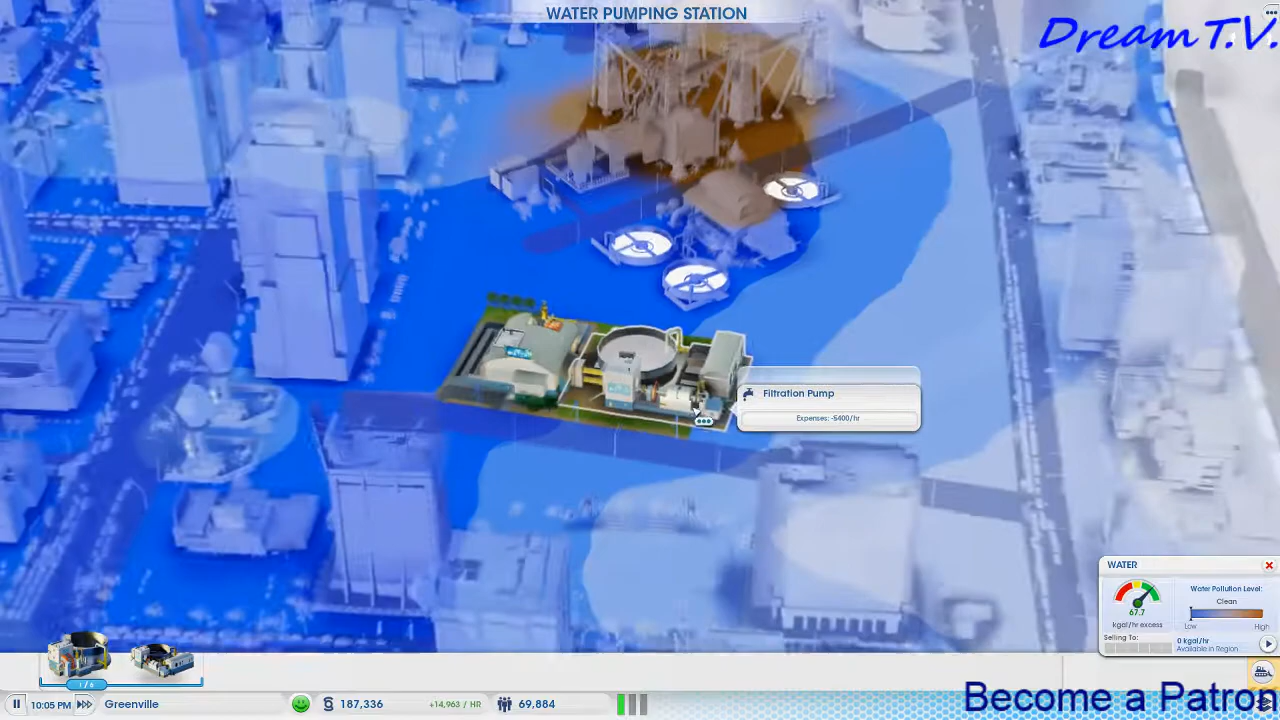 WATER PUMPING STATION
Dream T.V.
Filtration Pump
Expenses: -§400/hr
WATER
67.7
kgal/hr excess
Water Pollution Level:
Clean
Low
High
Selling To:
0 kgal/hr
Available in Region
1 / 6
10:05 PM
Greenville
187,336
+14,963 / HR
69,884
Become a Patron